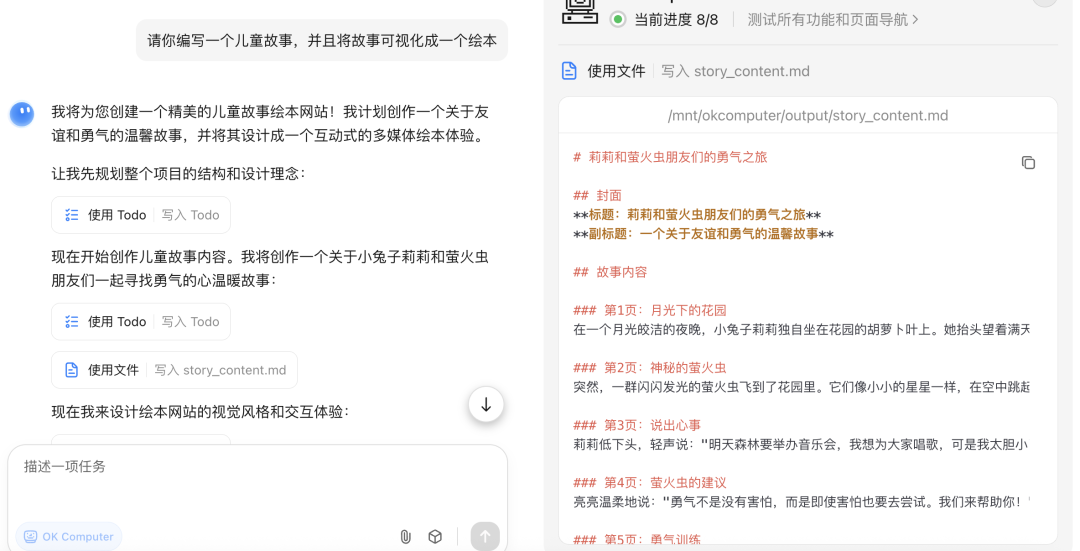 请你编写一个儿童故事，并且将故事可视化成一个绘本
我将为您创建一个精美的儿童故事绘本网站！我计划创作一个关于友
谊和勇气的温馨故事，并将其设计成一个互动式的多媒体绘本体验。
让我先规划整个项目的结构和设计理念：
使用 Todo 写入 Todo
现在开始创作儿童故事内容。我将创作一个关于小兔子莉莉和萤火虫
朋友们一起寻找勇气的心温暖故事：
使用 Todo 写入 Todo
使用文件 写入 story_content.md
现在我来设计绘本网站的视觉风格和交互体验：
描述一项任务
OK Computer
当前进度 8/8 测试所有功能和页面导航 >
使用文件 写入 story_content.md
/mnt/okcomputer/output/story_content.md
# 莉莉和萤火虫朋友们的勇气之旅
## 封面
**标题：莉莉和萤火虫朋友们的勇气之旅**
**副标题：一个关于友谊和勇气的温馨故事**
## 故事内容
### 第1页：月光下的花园
在一个月光皎洁的夜晚，小兔子莉莉独自坐在花园的胡萝卜叶上。她抬头望着满天
### 第2页：神秘的萤火虫
突然，一群闪闪发光的萤火虫飞到了花园里。它们像小小的星星一样，在空中跳起
### 第3页：说出心事
莉莉低下头，轻声说："明天森林要举办音乐会，我想为大家唱歌，可是我太胆小
### 第4页：萤火虫的建议
亮亮温柔地说："勇气不是没有害怕，而是即使害怕也要去尝试。我们来帮助你！"
### 第5页：勇气训练